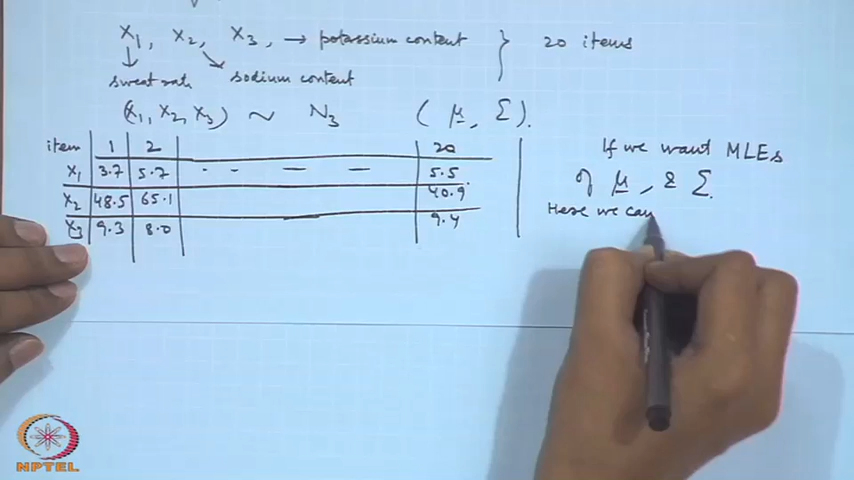 X1, X2, X3, → potassium content } 20 items
sweat rate sodium content
(X1, X2, X3) ~ N3 ( μ, Σ ).
item 1 2 20
X1 3.7 5.7 - - — — 5.5
X2 48.5 65.1 40.9
X3 9.3 8.0 9.4
If we want MLEs
of μ, & Σ.
Here we can
NPTEL